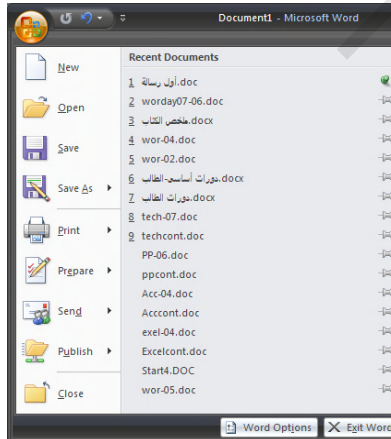 Document1 - Microsoft Word
New
Open
Save
Save As
Print
Prepare
Send
Publish
Close
Recent Documents
1 أول رسالة.doc
2 worday07-06.doc
3 ملخص الكتاب.docx
4 wor-04.doc
5 wor-02.doc
6 دورات أساسى-الطالب.docx
7 دورات الطالب.docx
8 tech-07.doc
9 techcont.doc
PP-06.doc
ppcont.doc
Acc-04.doc
Acccont.doc
exel-04.doc
Excelcont.doc
Start4.DOC
wor-05.doc
Word Options
Exit Word